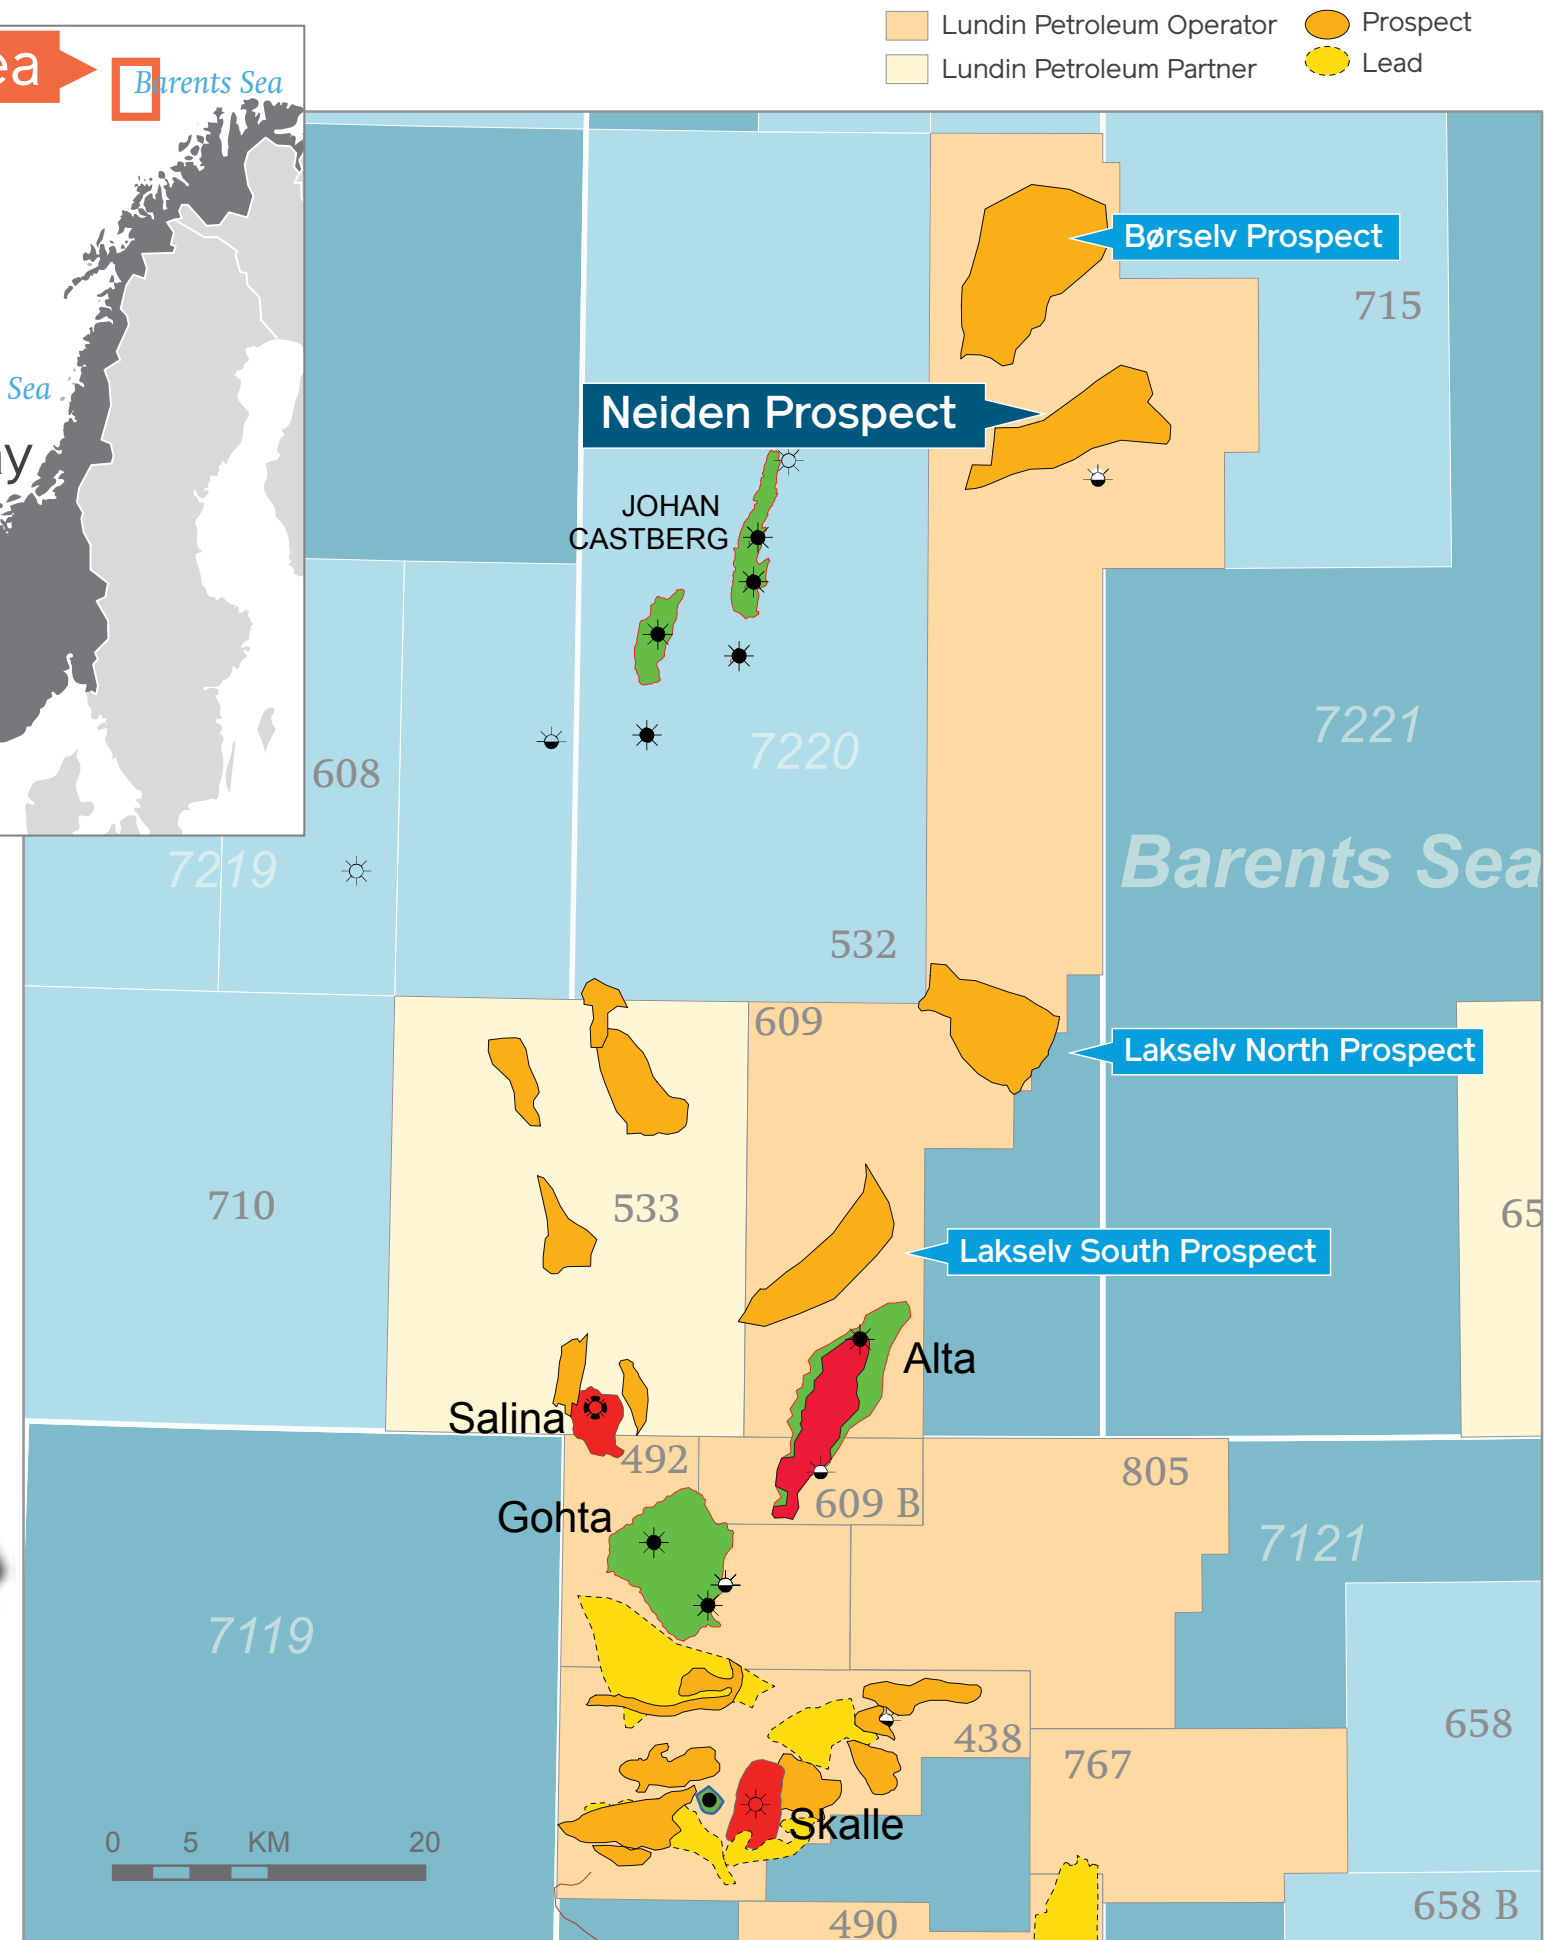 Lundin Petroleum Operator
Prospect
Lundin Petroleum Partner
Lead
ea
Barents Sea
Sea
ay
Børselv Prospect
715
Neiden Prospect
JOHAN
CASTBERG
7221
7220
608
Barents Sea
7219
532
609
Lakselv North Prospect
710
533
65
Lakselv South Prospect
Alta
Salina
492
805
609 B
Gohta
7121
7119
658
438
767
Skalle
0 5 KM 20
658 B
490